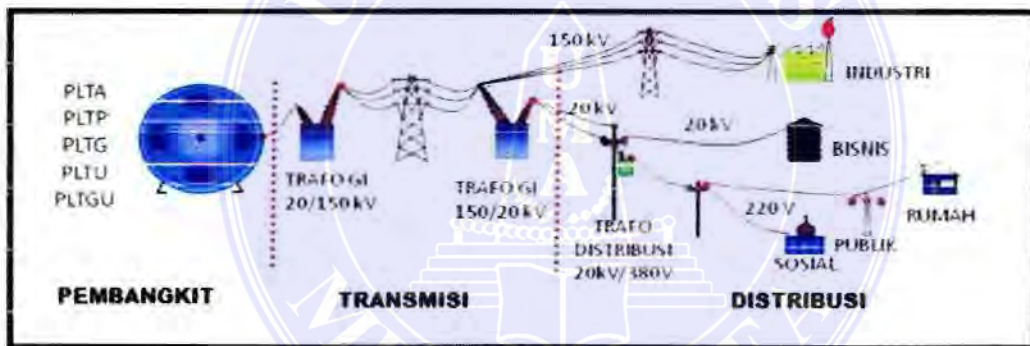 PLTA
PLTP
PLTG
PLTU
PLTGU
PEMBANGKIT
TRAFO GI
20/150 kV
TRAFO GI
150/20 kV
TRANSMISI
150 kV
INDUSTRI
20 kV
20 kV
BISNIS
TRAFO
DISTRIBUSI
20kV/380V
220 V
RUMAH
PUBLIK
SOSIAL
DISTRIBUSI